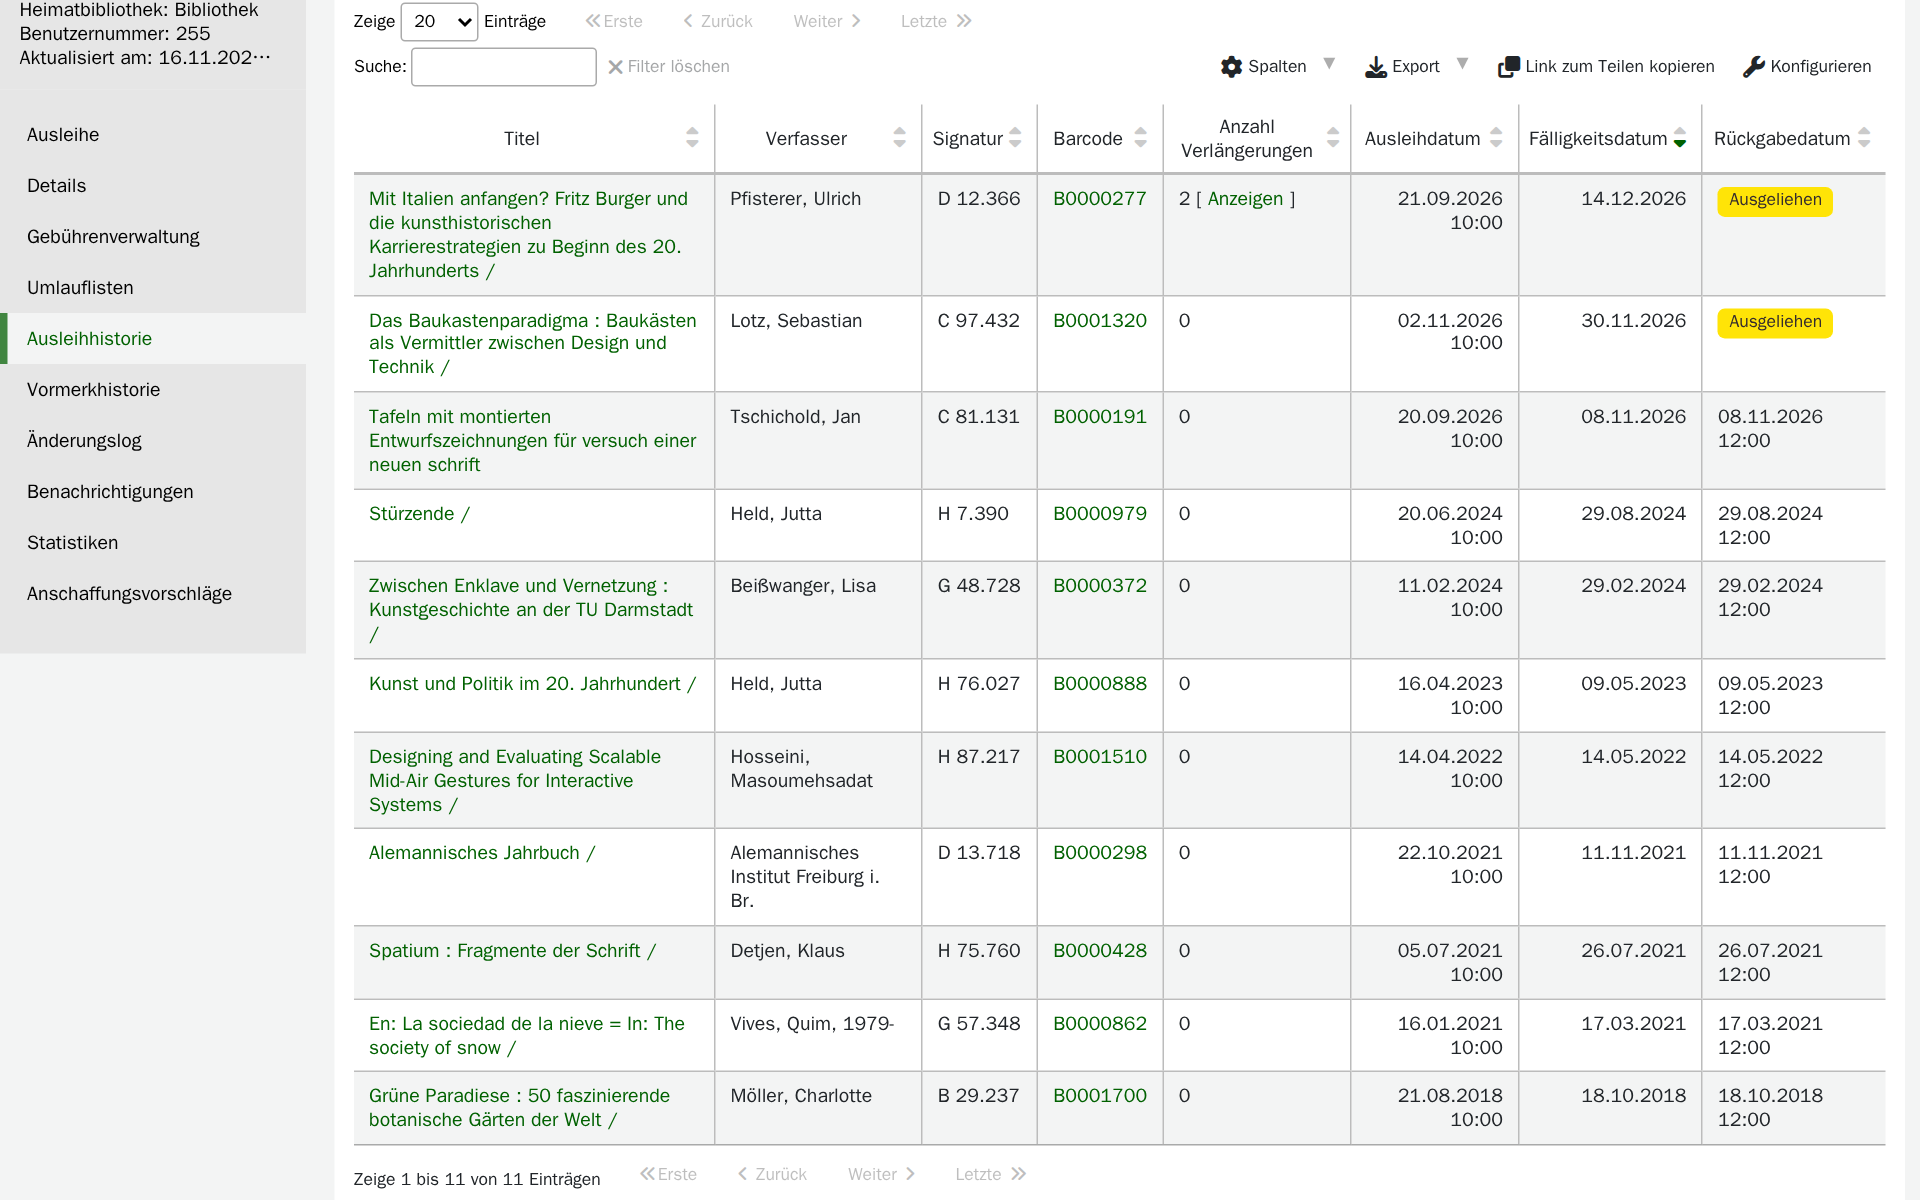 Heimatbibliothek: Bibliothek
Benutzernummer: 255
Aktualisiert am: 16.11.202···
Ausleihe
Details
Gebührenverwaltung
Umlauflisten
Ausleihhistorie
Vormerkhistorie
Änderungslog
Benachrichtigungen
Statistiken
Anschaffungsvorschläge
Zeige 20 Einträge Erste Zurück Weiter Letzte
Suche: Filter löschen Spalten Export Link zum Teilen kopieren Konfigurieren
Titel Verfasser Signatur Barcode Anzahl Verlängerungen Ausleihdatum Fälligkeitsdatum Rückgabedatum
Mit Italien anfangen? Fritz Burger und Pfisterer, Ulrich D 12.366 B0000277 2 [ Anzeigen ] 21.09.2026 14.12.2026 Ausgeliehen
die kunsthistorischen 10:00
Karrierestrategien zu Beginn des 20.
Jahrhunderts /
Das Baukastenparadigma : Baukästen Lotz, Sebastian C 97.432 B0001320 0 02.11.2026 30.11.2026 Ausgeliehen
als Vermittler zwischen Design und 10:00
Technik /
Tafeln mit montierten Tschichold, Jan C 81.131 B0000191 0 20.09.2026 08.11.2026 08.11.2026
Entwurfszeichnungen für versuch einer 10:00 12:00
neuen schrift
Stürzende / Held, Jutta H 7.390 B0000979 0 20.06.2024 29.08.2024 29.08.2024
10:00 12:00
Zwischen Enklave und Vernetzung : Beißwanger, Lisa G 48.728 B0000372 0 11.02.2024 29.02.2024 29.02.2024
Kunstgeschichte an der TU Darmstadt 10:00 12:00
/
Kunst und Politik im 20. Jahrhundert / Held, Jutta H 76.027 B0000888 0 16.04.2023 09.05.2023 09.05.2023
10:00 12:00
Designing and Evaluating Scalable Hosseini, H 87.217 B0001510 0 14.04.2022 14.05.2022 14.05.2022
Mid-Air Gestures for Interactive Masoumehsadat 10:00 12:00
Systems /
Alemannisches Jahrbuch / Alemannisches D 13.718 B0000298 0 22.10.2021 11.11.2021 11.11.2021
Institut Freiburg i. 10:00 12:00
Br.
Spatium : Fragmente der Schrift / Detjen, Klaus H 75.760 B0000428 0 05.07.2021 26.07.2021 26.07.2021
10:00 12:00
En: La sociedad de la nieve = In: The Vives, Quim, 1979- G 57.348 B0000862 0 16.01.2021 17.03.2021 17.03.2021
society of snow / 10:00 12:00
Grüne Paradiese : 50 faszinierende Möller, Charlotte B 29.237 B0001700 0 21.08.2018 18.10.2018 18.10.2018
botanische Gärten der Welt / 10:00 12:00
Zeige 1 bis 11 von 11 Einträgen Erste Zurück Weiter Letzte